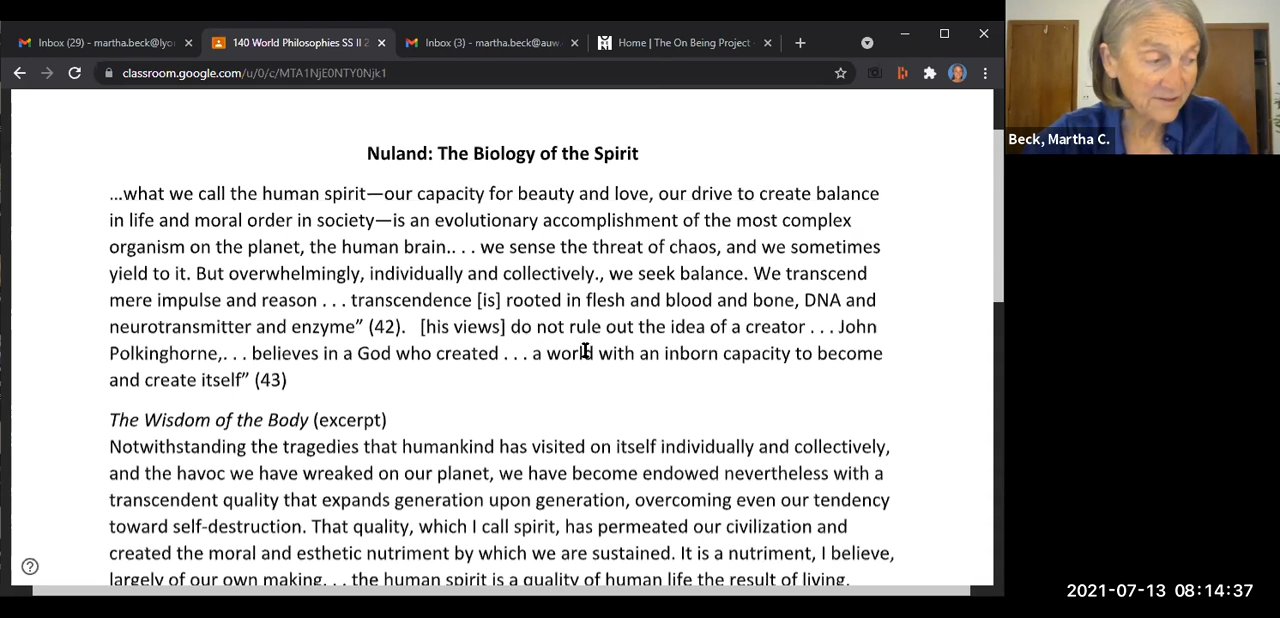 Inbox (29) - martha.beck@lyo
140 World Philosophies SS II 2
Inbox (3) - martha.beck@auw.
Home | The On Being Project
classroom.google.com/u/0/c/MTA1NjE0NTY0Njk1
Beck, Martha C.
Nuland: The Biology of the Spirit
...what we call the human spirit—our capacity for beauty and love, our drive to create balance
in life and moral order in society—is an evolutionary accomplishment of the most complex
organism on the planet, the human brain.. . . we sense the threat of chaos, and we sometimes
yield to it. But overwhelmingly, individually and collectively., we seek balance. We transcend
mere impulse and reason . . . transcendence [is] rooted in flesh and blood and bone, DNA and
neurotransmitter and enzyme” (42). [his views] do not rule out the idea of a creator . . . John
Polkinghorne,. . . believes in a God who created . . . a world with an inborn capacity to become
and create itself” (43)
The Wisdom of the Body (excerpt)
Notwithstanding the tragedies that humankind has visited on itself individually and collectively,
and the havoc we have wreaked on our planet, we have become endowed nevertheless with a
transcendent quality that expands generation upon generation, overcoming even our tendency
toward self-destruction. That quality, which I call spirit, has permeated our civilization and
created the moral and esthetic nutriment by which we are sustained. It is a nutriment, I believe,
largely of our own making. . . the human spirit is a quality of human life the result of living,
2021-07-13 08:14:37